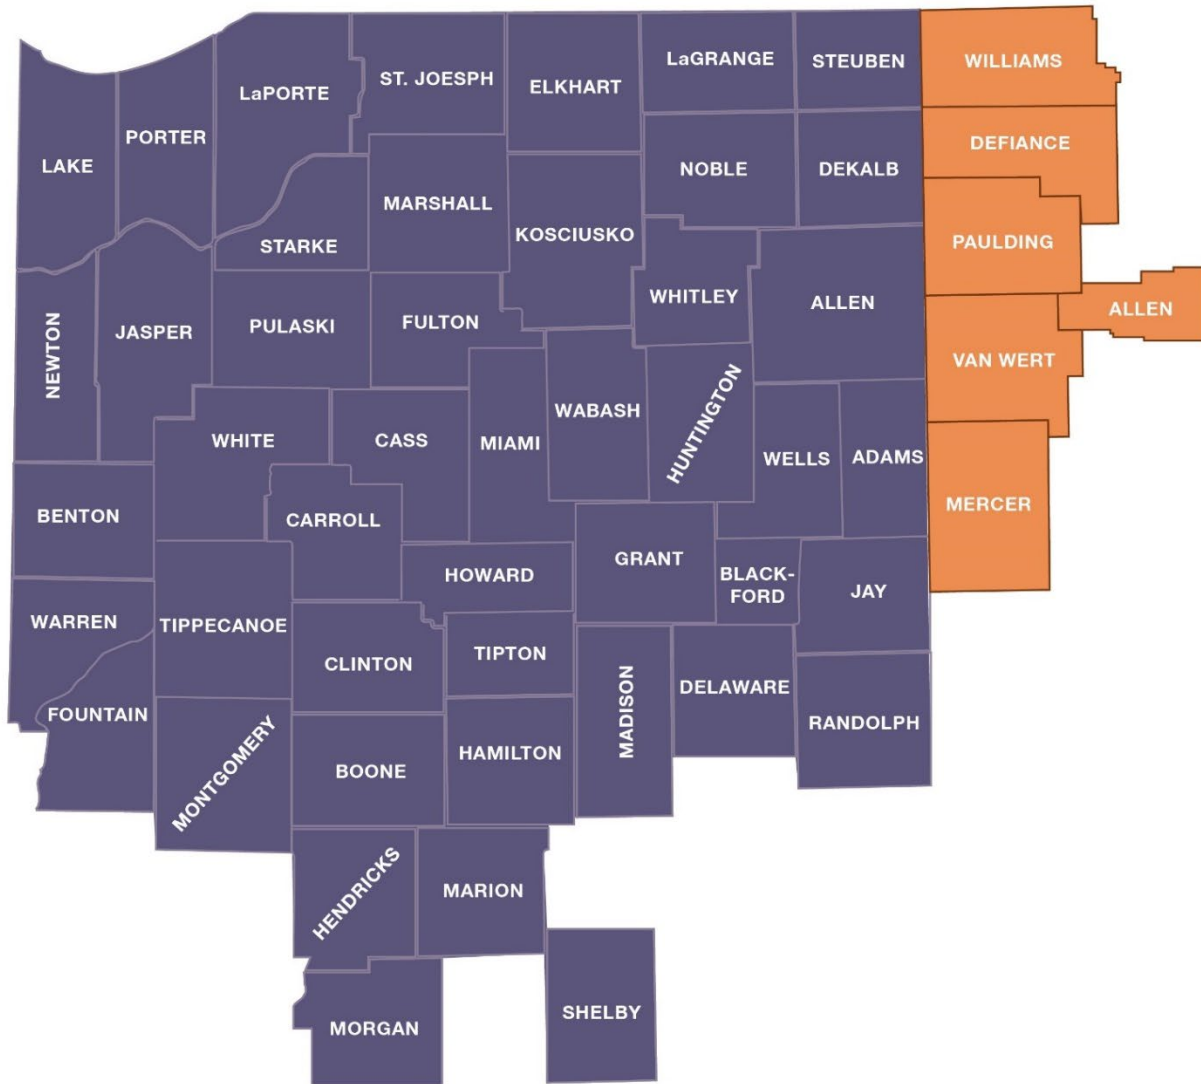 LaPORTE
ST. JOESPH
ELKHART
LaGRANGE
STEUBEN
WILLIAMS
LAKE
PORTER
MARSHALL
NOBLE
DEKALB
DEFIANCE
STARKE
KOSCIUSKO
PAULDING
NEWTON
JASPER
PULASKI
FULTON
WHITLEY
ALLEN
ALLEN
VAN WERT
WHITE
CASS
MIAMI
WABASH
HUNTINGTON
WELLS
ADAMS
BENTON
CARROLL
MERCER
HOWARD
GRANT
BLACK-
FORD
JAY
WARREN
TIPPECANOE
CLINTON
TIPTON
FOUNTAIN
MADISON
DELAWARE
RANDOLPH
MONTGOMERY
BOONE
HAMILTON
HENDRICKS
MARION
MORGAN
SHELBY